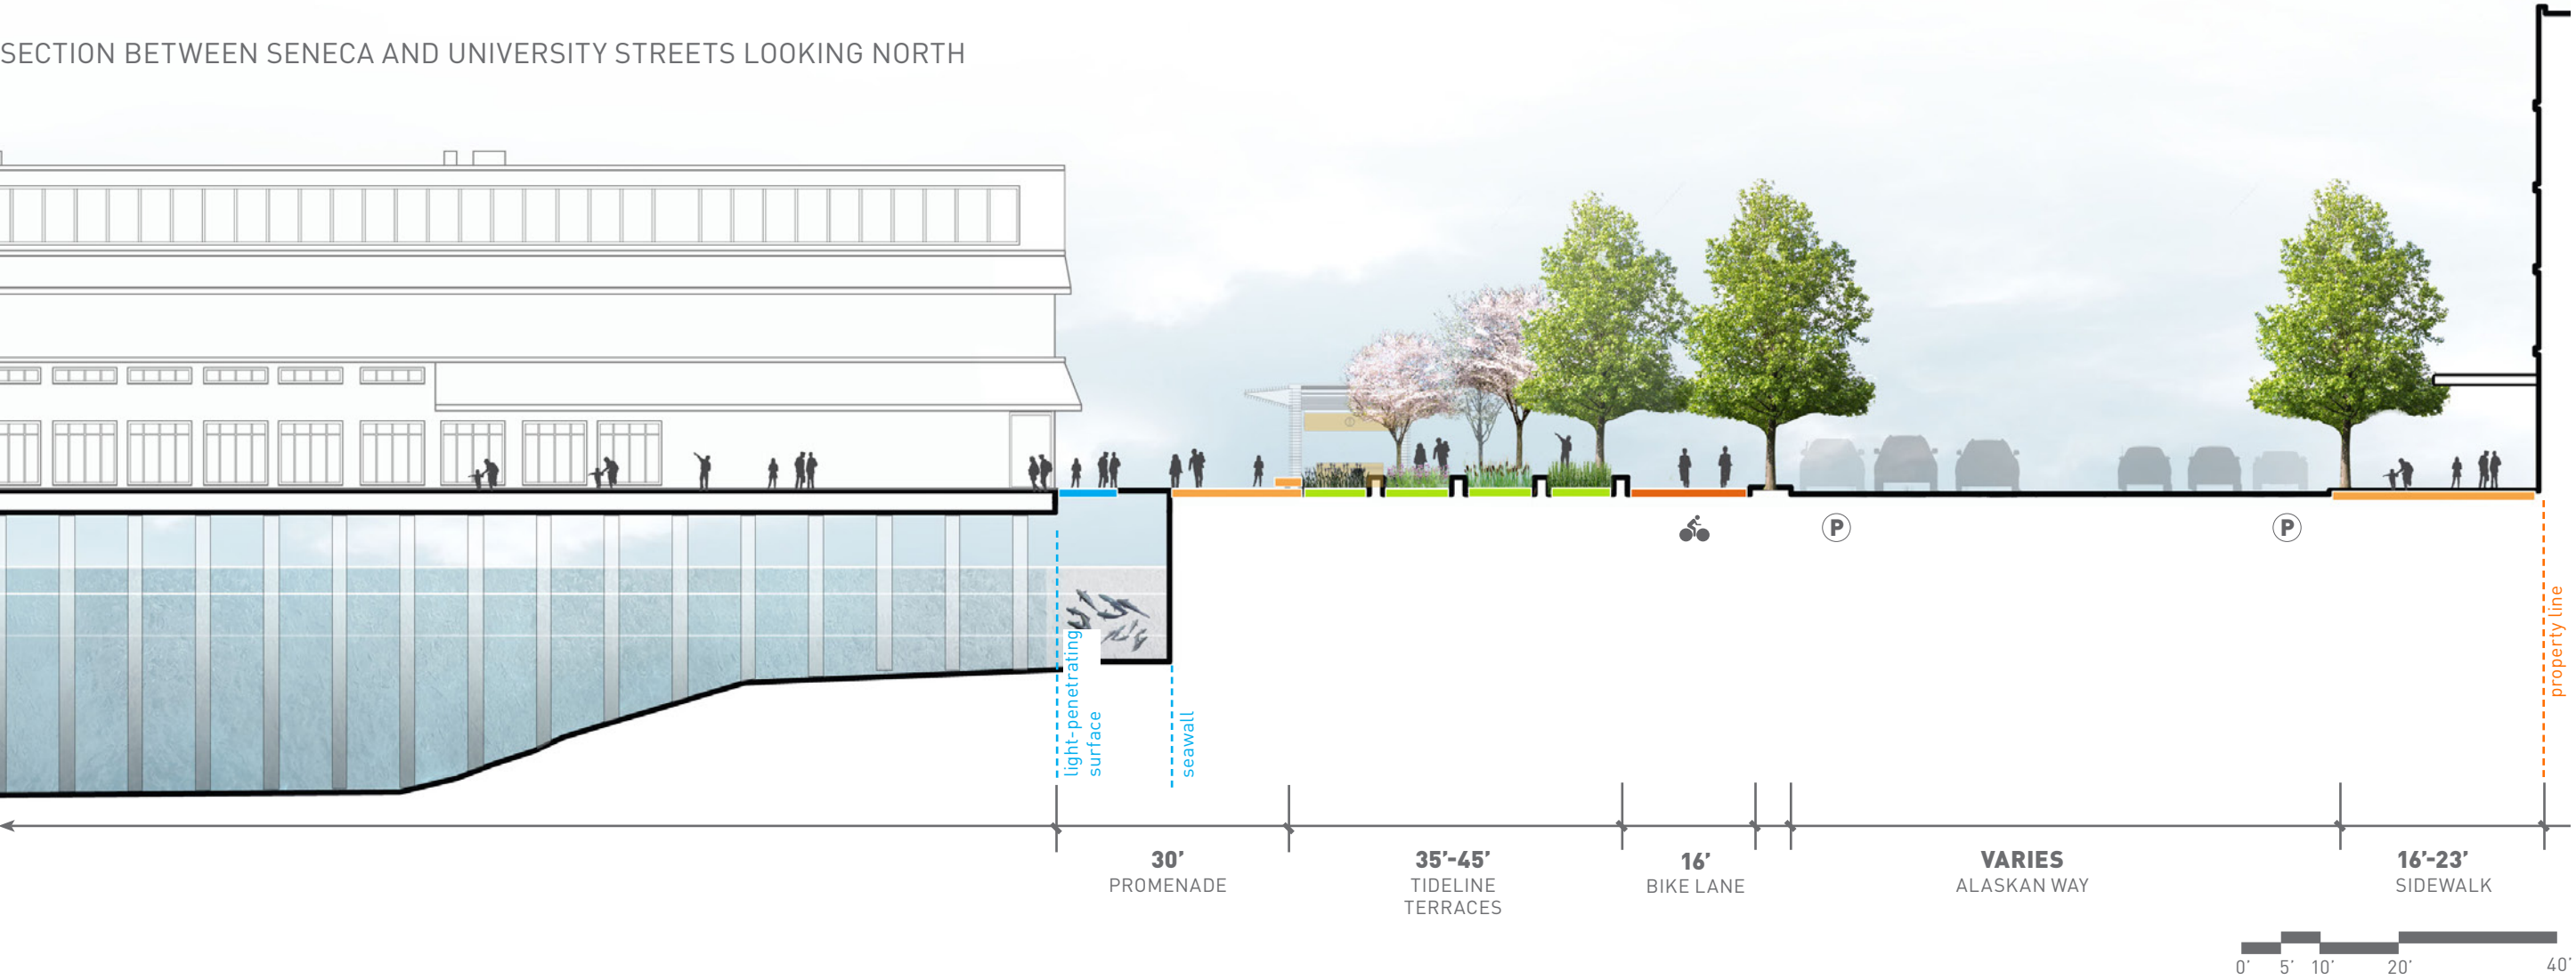 SECTION BETWEEN SENECA AND UNIVERSITY STREETS LOOKING NORTH
P
P
light-penetrating
surface
seawall
property line
30’
PROMENADE
35’-45’
TIDELINE
TERRACES
16’
BIKE LANE
VARIES
ALASKAN WAY
16’-23’
SIDEWALK
0’ 5’ 10’ 20’ 40’